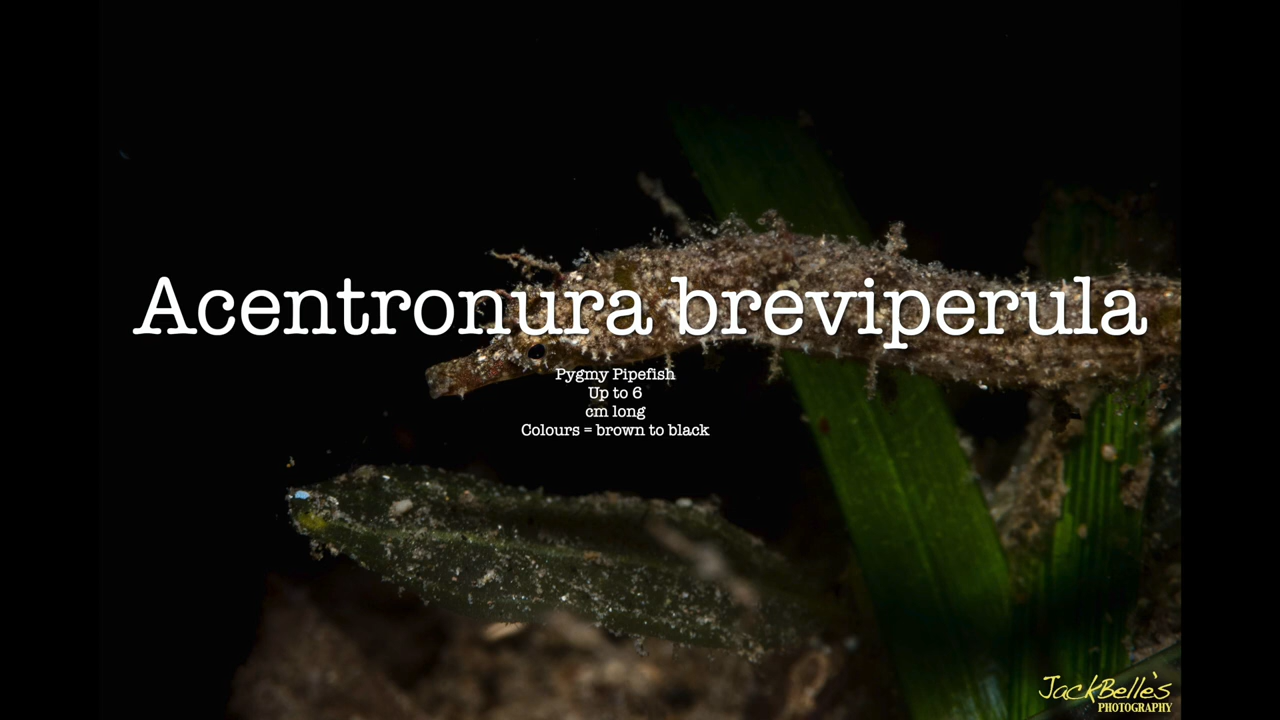 Acentronura breviperula
Pygmy Pipefish
Up to 6
cm long
Colours = brown to black
JackBelle's
PHOTOGRAPHY